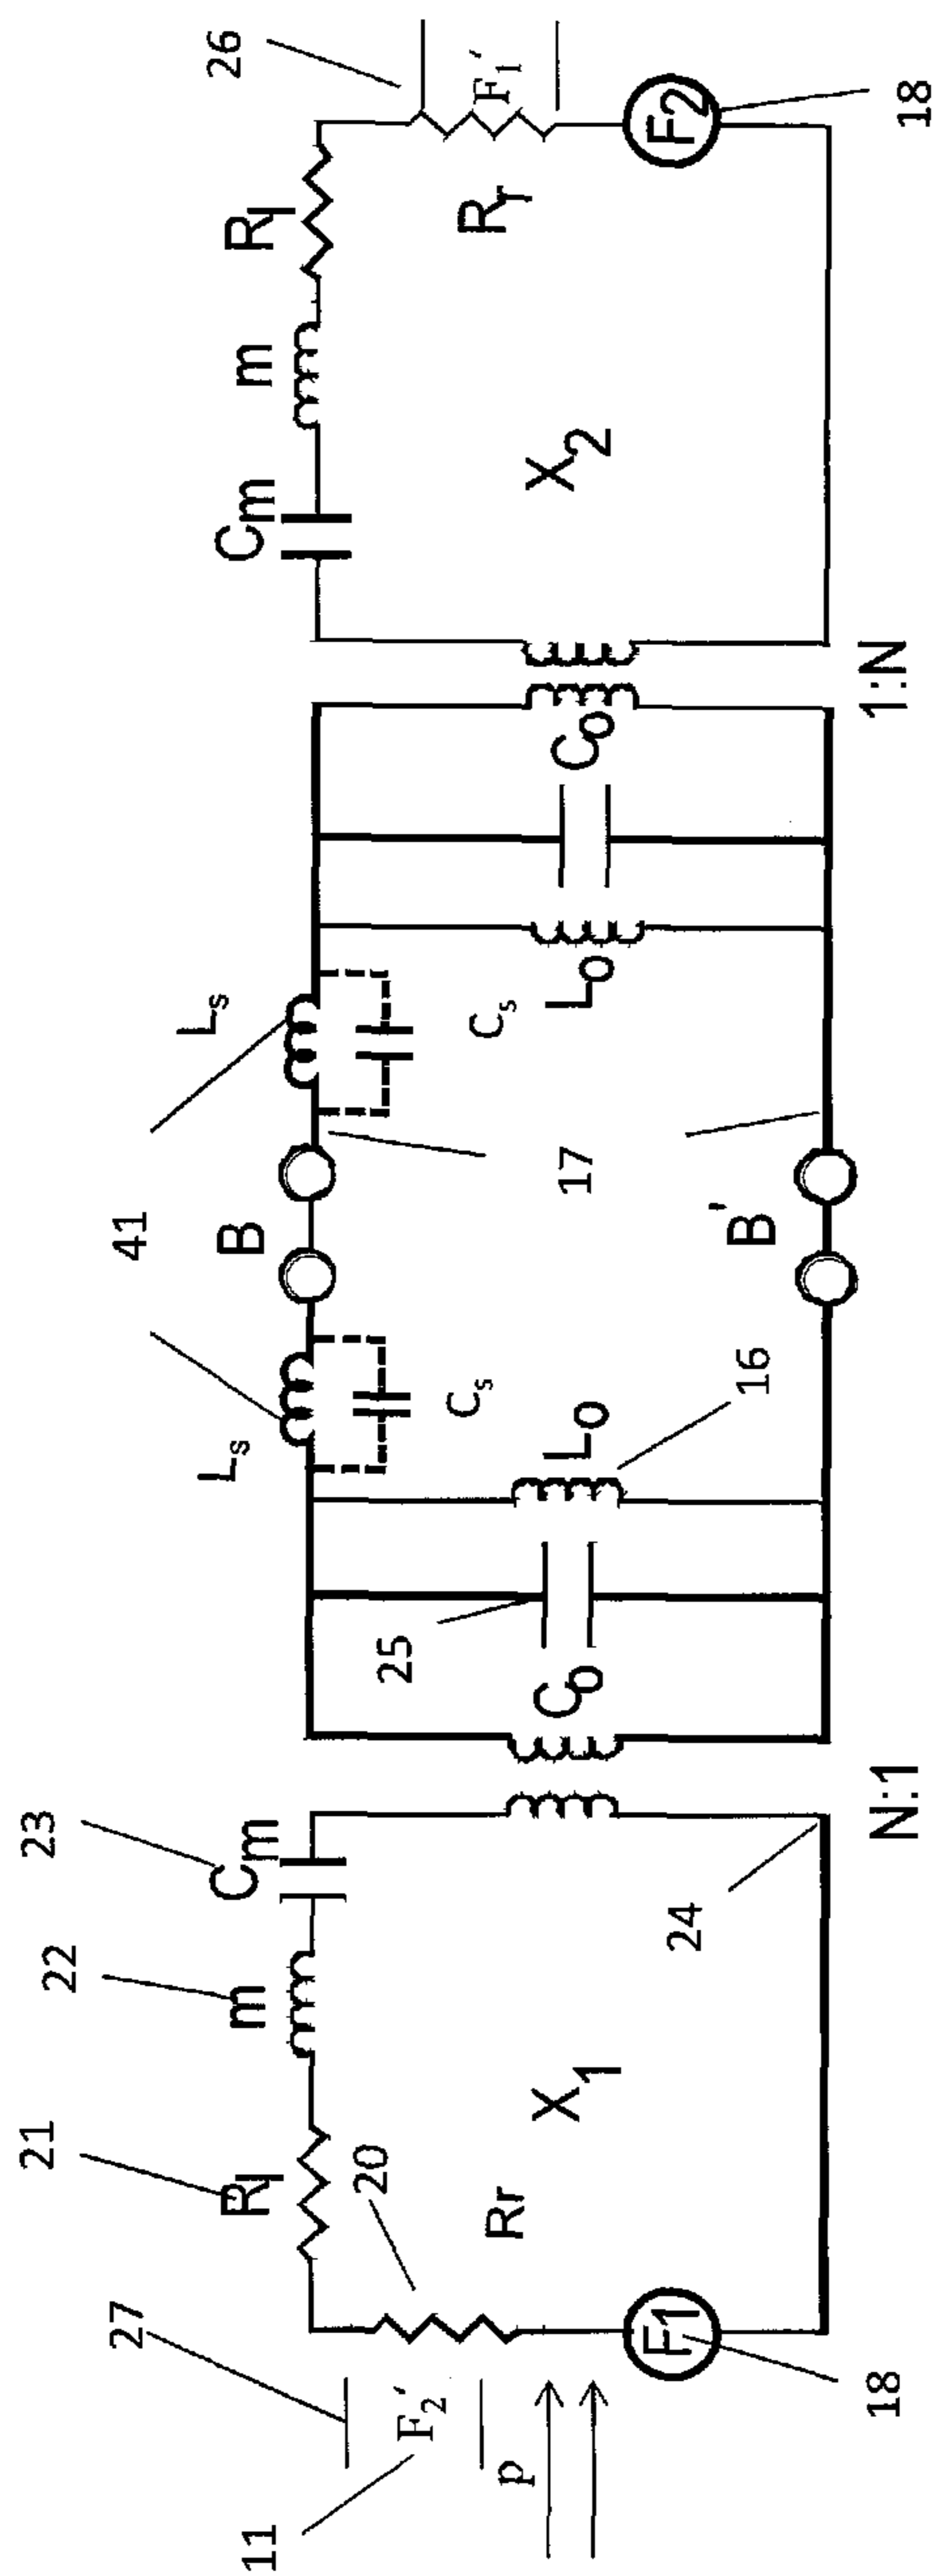 11
27
F₂′
p
18
F1
20
Rr
21
Rl
22
m
23
Cm
X₁
24
N:1
Co
25
Lo
16
Ls
Cs
41
B
B′
17
Ls
Cs
Lo
Co
1:N
Cm
m
Rl
X₂
Rr
26
F₁′
F2
18